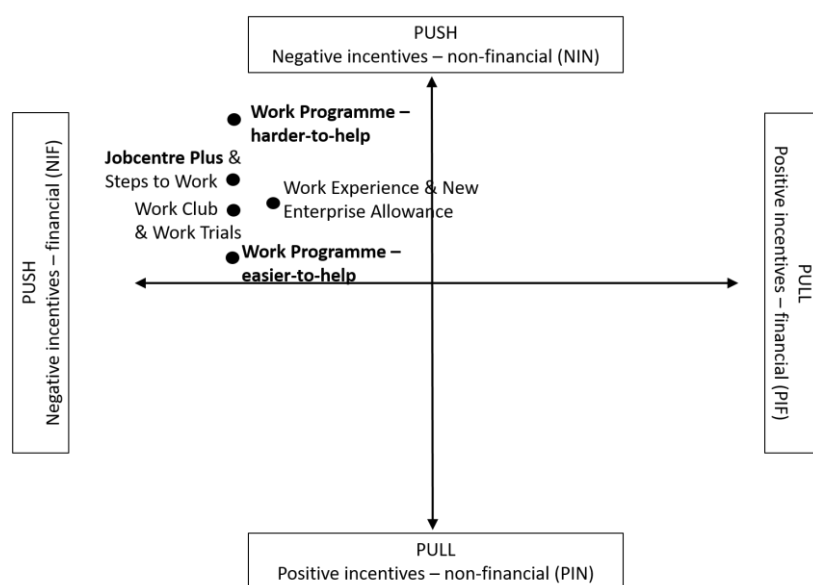 PUSH
Negative incentives – non-financial (NIN)
Work Programme –
harder-to-help
Jobcentre Plus &
Steps to Work
Work Experience & New
Enterprise Allowance
Work Club
& Work Trials
Work Programme –
easier-to-help
PUSH
Negative incentives – financial (NIF)
PULL
Positive incentives – financial (PIF)
PULL
Positive incentives – non-financial (PIN)